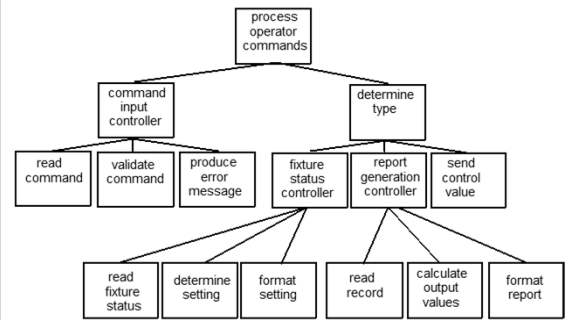 process
operator
commands
command
input
controller
determine
type
read
command
validate
command
produce
error
message
fixture
status
controller
report
generation
controller
send
control
value
read
fixture
status
determine
setting
format
setting
read
record
calculate
output
values
format
report